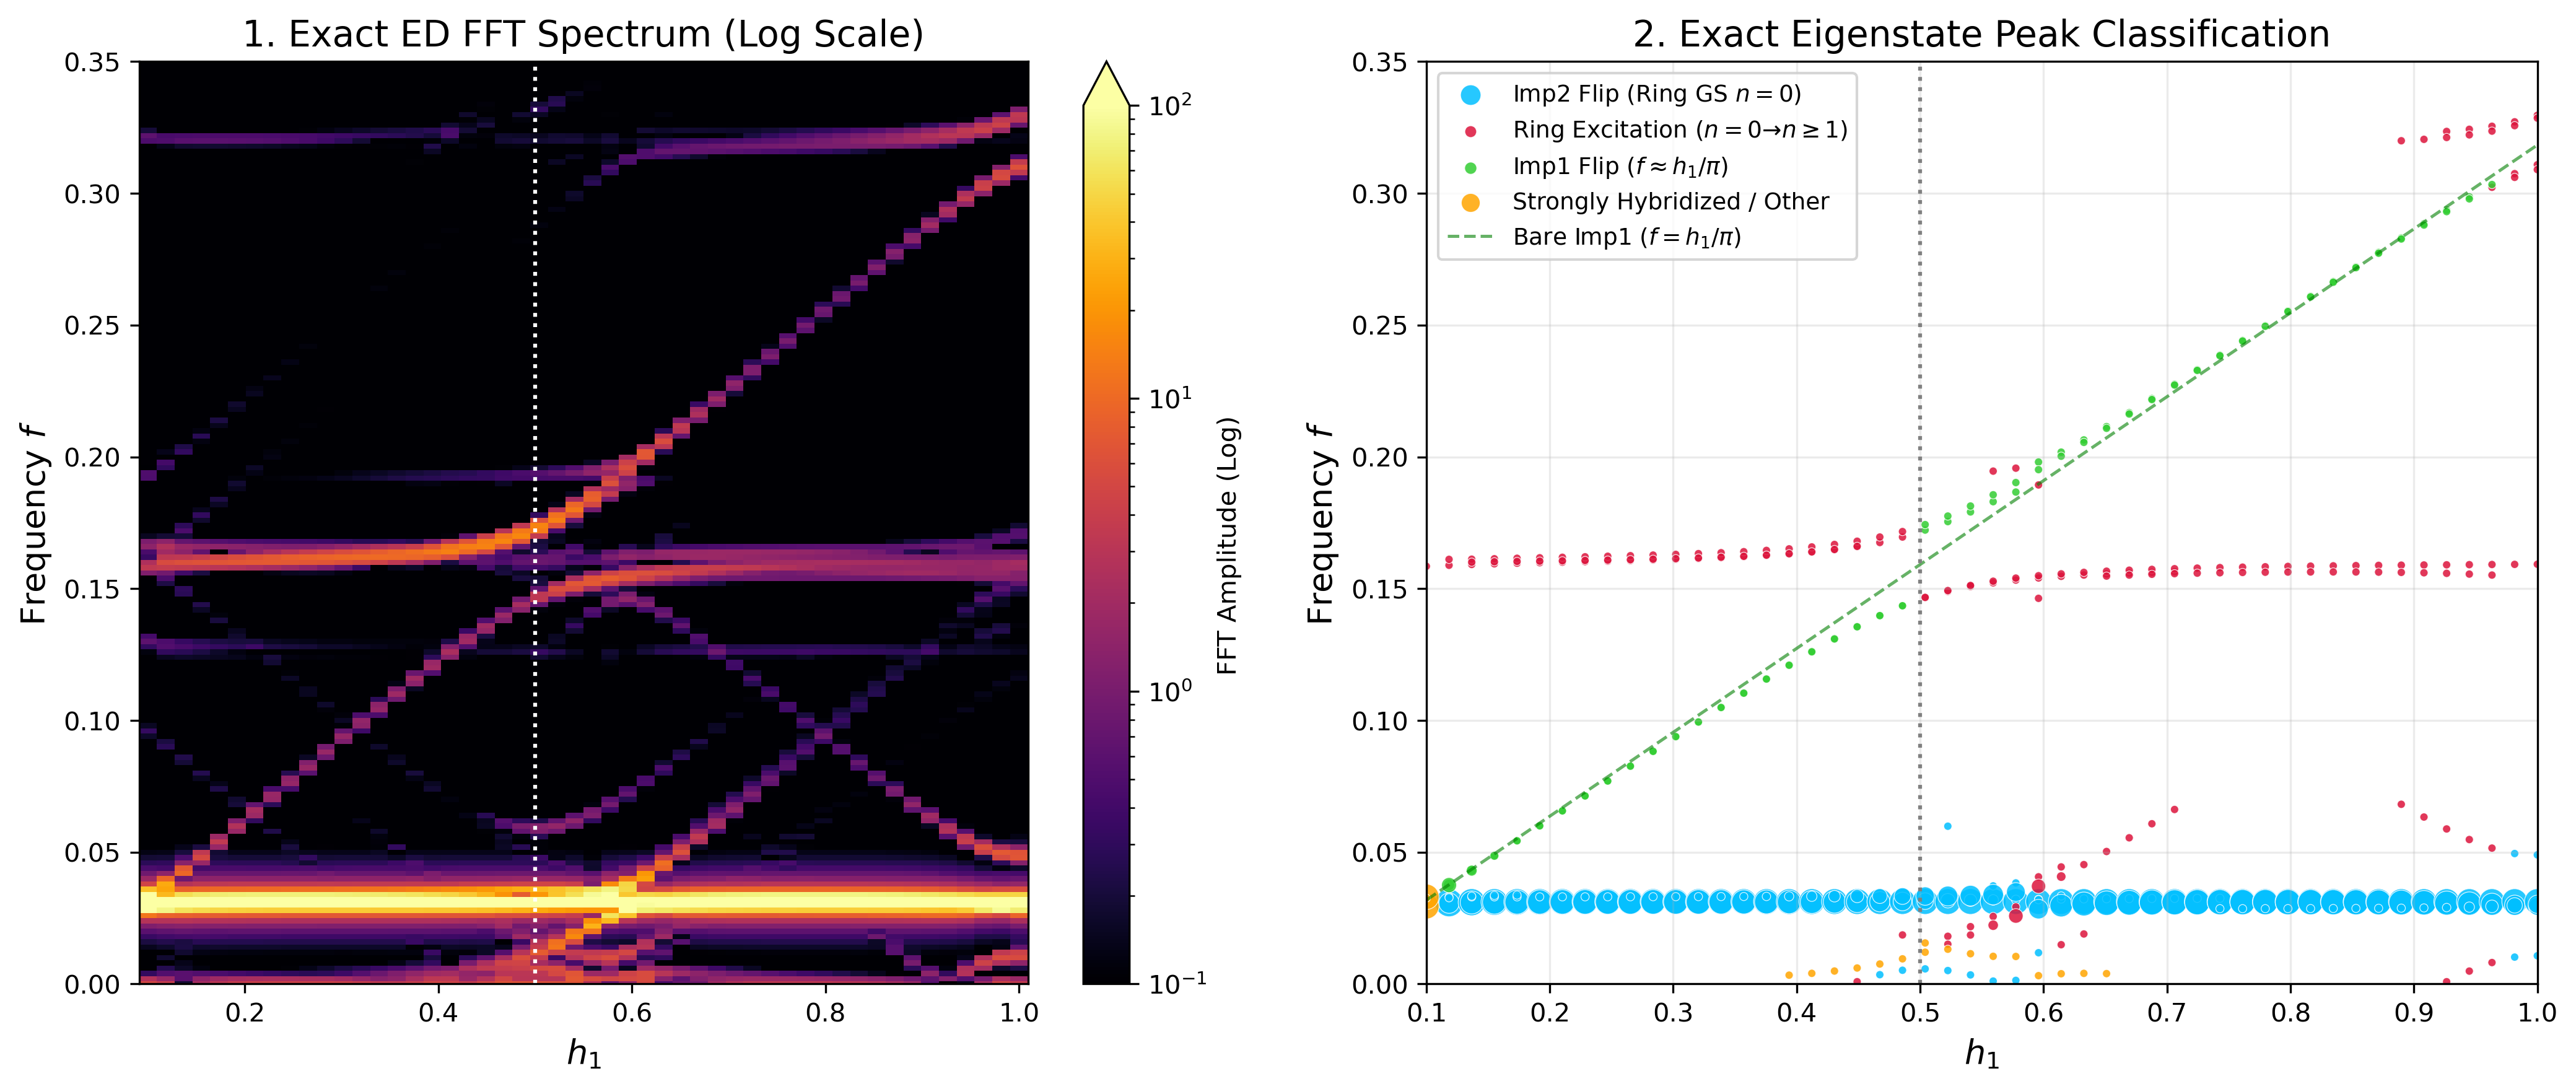 1. Exact ED FFT Spectrum (Log Scale)
0.35
0.30
0.25
0.20
0.15
0.10
0.05
0.00
Frequency f
0.2
0.4
0.6
0.8
1.0
h₁
10²
10¹
10⁰
10⁻¹
FFT Amplitude (Log)
2. Exact Eigenstate Peak Classification
Imp2 Flip (Ring GS n = 0)
Ring Excitation (n = 0→n ≥ 1)
Imp1 Flip (f ≈ h₁/π)
Strongly Hybridized / Other
Bare Imp1 (f = h₁/π)
0.35
0.30
0.25
0.20
0.15
0.10
0.05
0.00
Frequency f
0.1
0.2
0.3
0.4
0.5
0.6
0.7
0.8
0.9
1.0
h₁